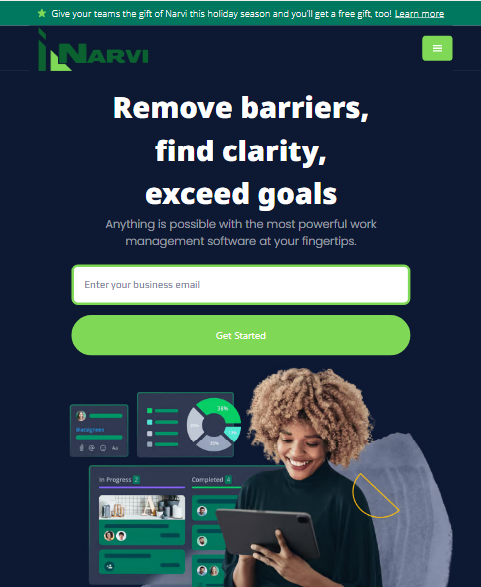 Give your teams the gift of Narvi this holiday season and you'll get a free gift, too! Learn more
NARVI
Remove barriers,
find clarity,
exceed goals
Anything is possible with the most powerful work
management software at your fingertips.
Enter your business email
Get Started
38%
In Progress 2
Completed 4
Aa